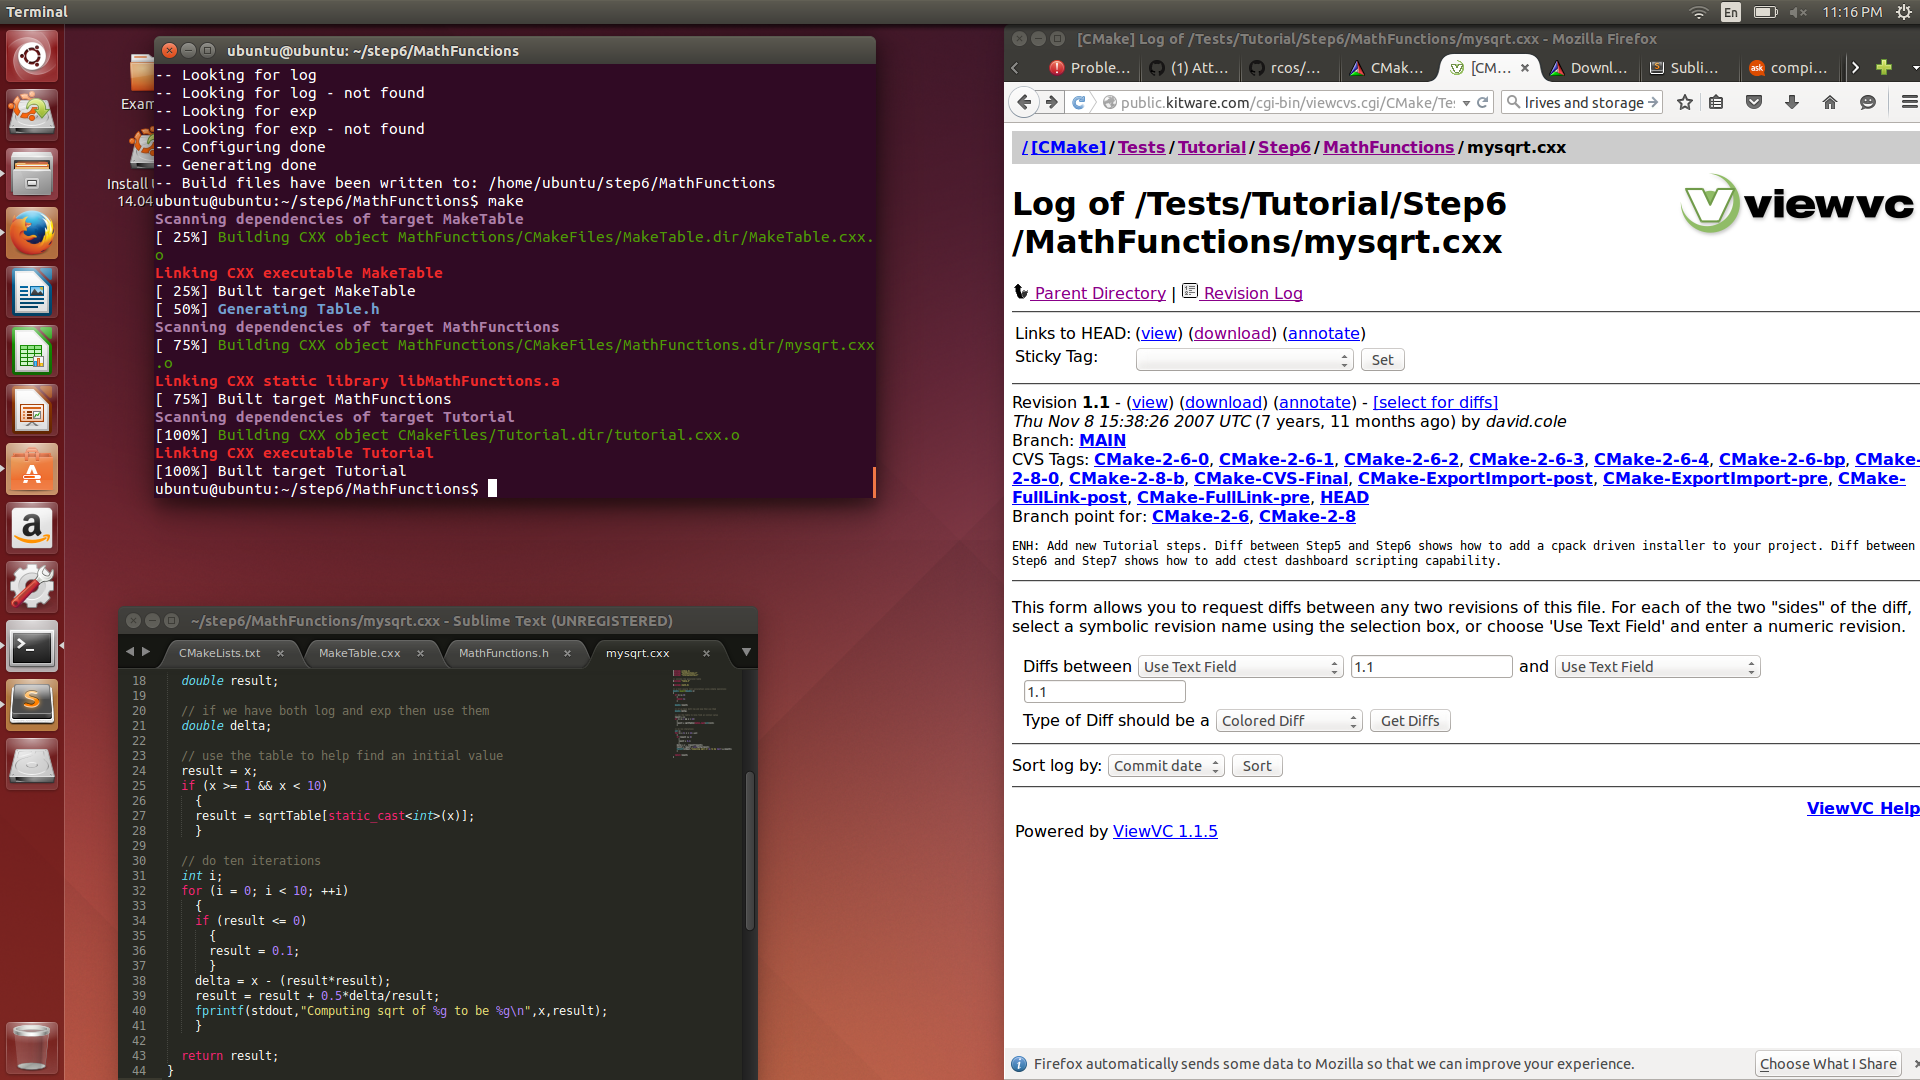 Terminal
En
11:16 PM
Exam
Install
14.04
ubuntu@ubuntu: ~/step6/MathFunctions
-- Looking for log
-- Looking for log - not found
-- Looking for exp
-- Looking for exp - not found
-- Configuring done
-- Generating done
-- Build files have been written to: /home/ubuntu/step6/MathFunctions
ubuntu@ubuntu:~/step6/MathFunctions$ make
Scanning dependencies of target MakeTable
[ 25%] Building CXX object MathFunctions/CMakeFiles/MakeTable.dir/MakeTable.cxx.
o
Linking CXX executable MakeTable
[ 25%] Built target MakeTable
[ 50%] Generating Table.h
Scanning dependencies of target MathFunctions
[ 75%] Building CXX object MathFunctions/CMakeFiles/MathFunctions.dir/mysqrt.cxx
.o
Linking CXX static library libMathFunctions.a
[ 75%] Built target MathFunctions
Scanning dependencies of target Tutorial
[100%] Building CXX object CMakeFiles/Tutorial.dir/tutorial.cxx.o
Linking CXX executable Tutorial
[100%] Built target Tutorial
ubuntu@ubuntu:~/step6/MathFunctions$
~/step6/MathFunctions/mysqrt.cxx - Sublime Text (UNREGISTERED)
CMakeLists.txt MakeTable.cxx MathFunctions.h mysqrt.cxx
18 double result;
19
20 // if we have both log and exp then use them
21 double delta;
22
23 // use the table to help find an initial value
24 result = x;
25 if (x >= 1 && x < 10)
26 {
27 result = sqrtTable[static_cast<int>(x)];
28 }
29
30 // do ten iterations
31 int i;
32 for (i = 0; i < 10; ++i)
33 {
34 if (result <= 0)
35 {
36 result = 0.1;
37 }
38 delta = x - (result*result);
39 result = result + 0.5*delta/result;
40 fprintf(stdout,"Computing sqrt of %g to be %g\n",x,result);
41 }
42
43 return result;
44 }
[CMake] Log of /Tests/Tutorial/Step6/MathFunctions/mysqrt.cxx - Mozilla Firefox
Proble... (1) Att... rcos/... CMak... [CM... Downl... Subli... ask compi...
public.kitware.com/cgi-bin/viewcvs.cgi/CMake/Te lrives and storage
/[CMake]/Tests/Tutorial/Step6/MathFunctions/mysqrt.cxx
Log of /Tests/Tutorial/Step6
/MathFunctions/mysqrt.cxx
viewvc
Parent Directory | Revision Log
Links to HEAD: (view) (download) (annotate)
Sticky Tag: Set
Revision 1.1 - (view) (download) (annotate) - [select for diffs]
Thu Nov 8 15:38:26 2007 UTC (7 years, 11 months ago) by david.cole
Branch: MAIN
CVS Tags: CMake-2-6-0, CMake-2-6-1, CMake-2-6-2, CMake-2-6-3, CMake-2-6-4, CMake-2-6-bp, CMake-
2-8-0, CMake-2-8-b, CMake-CVS-Final, CMake-ExportImport-post, CMake-ExportImport-pre, CMake-
FullLink-post, CMake-FullLink-pre, HEAD
Branch point for: CMake-2-6, CMake-2-8
ENH: Add new Tutorial steps. Diff between Step5 and Step6 shows how to add a cpack driven installer to your project. Diff between
Step6 and Step7 shows how to add ctest dashboard scripting capability.
This form allows you to request diffs between any two revisions of this file. For each of the two "sides" of the diff,
select a symbolic revision name using the selection box, or choose 'Use Text Field' and enter a numeric revision.
Diffs between Use Text Field 1.1 and Use Text Field
1.1
Type of Diff should be a Colored Diff Get Diffs
Sort log by: Commit date Sort
ViewVC Help
Powered by ViewVC 1.1.5
Firefox automatically sends some data to Mozilla so that we can improve your experience. Choose What I Share